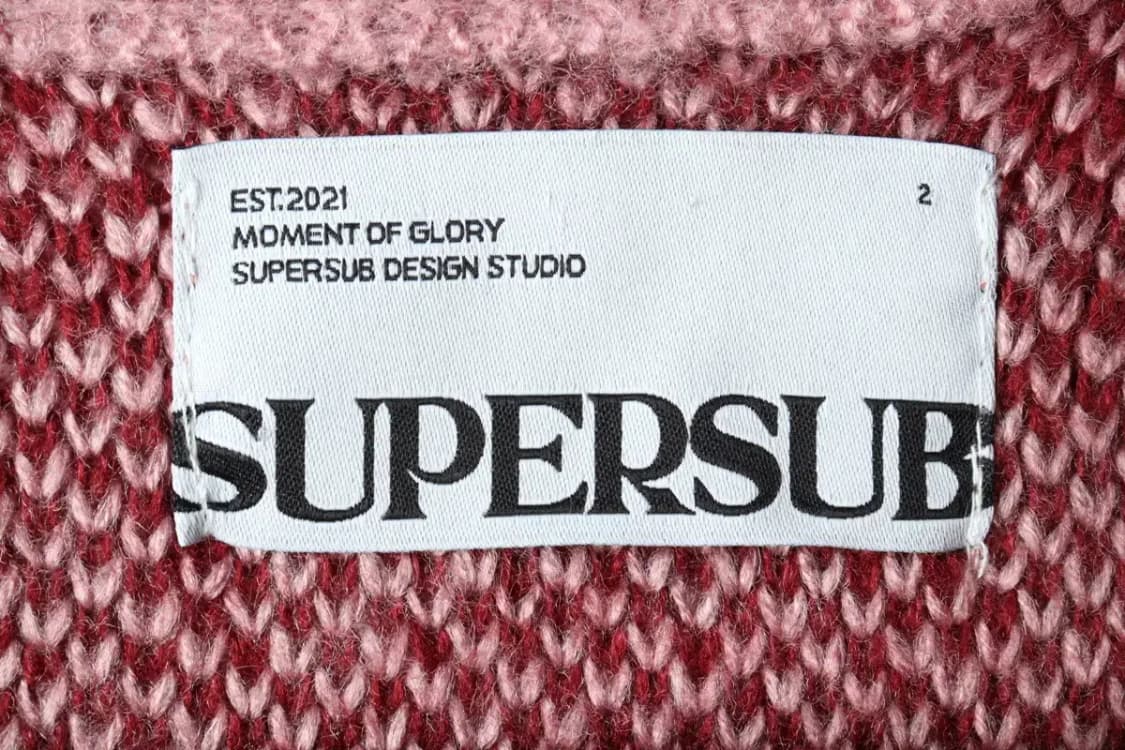 EST.2021
2
MOMENT OF GLORY
SUPERSUB DESIGN STUDIO
SUPERSUB